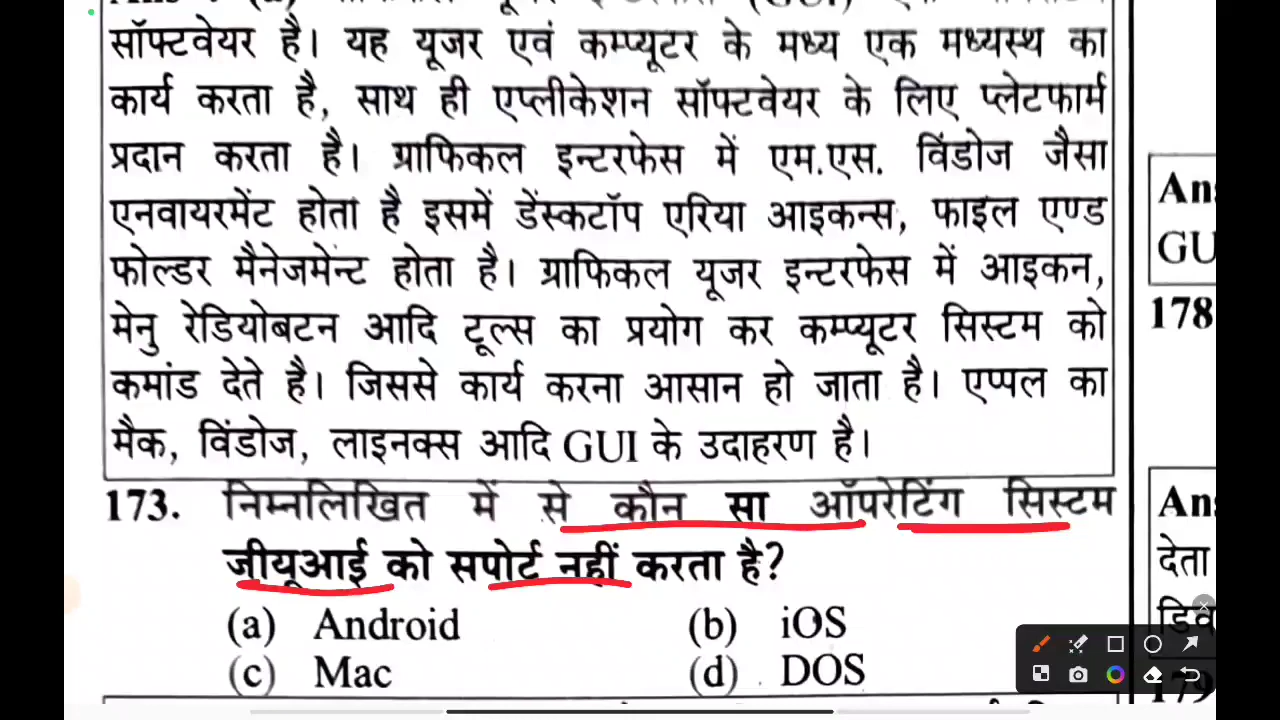 सॉफ्टवेयर है। यह यूजर एवं कम्प्यूटर के मध्य एक मध्यस्थ का
कार्य करता है, साथ ही एप्लीकेशन सॉफ्टवेयर के लिए प्लेटफार्म
प्रदान करता है। ग्राफिकल इन्टरफेस में एम.एस. विंडोज जैसा
एनवायरमेंट होता है इसमें डेंस्कटॉप एरिया आइकन्स, फाइल एण्ड
फोल्डर मैनेजमेन्ट होता है। ग्राफिकल यूजर इन्टरफेस में आइकन,
मेनु रेडियोबटन आदि टूल्स का प्रयोग कर कम्प्यूटर सिस्टम को
कमांड देते है। जिससे कार्य करना आसान हो जाता है। एप्पल का
मैक, विंडोज, लाइनक्स आदि GUI के उदाहरण है।
173. निम्नलिखित में से कौन सा ऑपरेटिंग सिस्टम
जीयूआई को सपोर्ट नहीं करता है?
(a) Android (b) iOS
(c) Mac (d) DOS
An
GU
178
Ans
देता
179